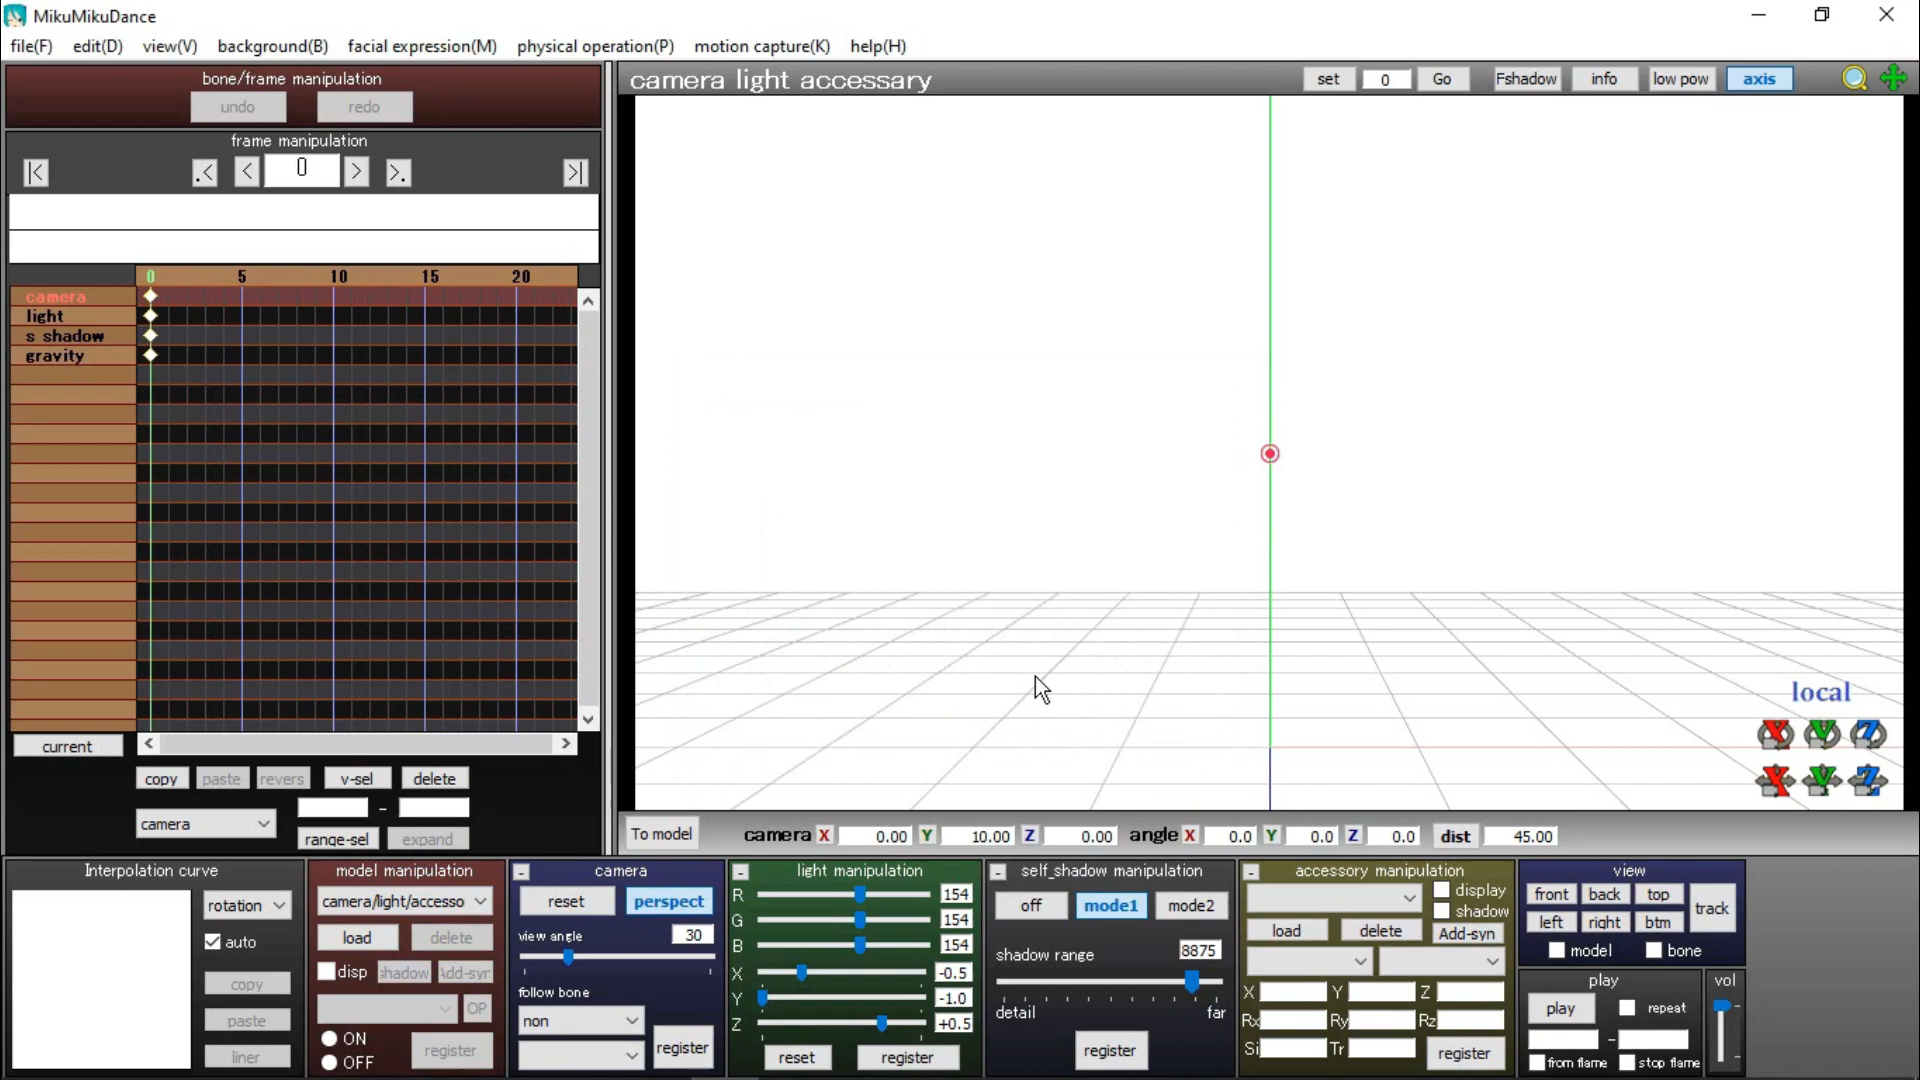 MikuMikuDance
file(F) edit(D) view(V) background(B) facial expression(M) physical operation(P) motion capture(K) help(H)
bone/frame manipulation
undo redo
frame manipulation
|< .< < 0 > >. >|
0 5 10 15 20
camera
light
s shadow
gravity
current
copy paste revers v-sel delete
camera -
range-sel expand
camera light accessary set 0 Go Fshadow info low pow axis
local
X Y Z
X Y Z
To model camera X 0.00 Y 10.00 Z 0.00 angle X 0.0 Y 0.0 Z 0.0 dist 45.00
Interpolation curve
rotation
auto
copy
paste
liner
model manipulation
camera/light/accesso
load delete
disp shadow Add-syn
OP
ON
OFF
register
- camera
reset perspect
view angle 30
follow bone
non
register
- light manipulation
R 154
G 154
B 154
X -0.5
Y -1.0
Z +0.5
reset register
- self_shadow manipulation
off mode1 mode2
shadow range 8875
detail far
register
- accessory manipulation
display
shadow
load delete Add-syn
X Y Z
Rx Ry Rz
Si Tr register
view
front back top
left right btm
track
model bone
play
play repeat
-
from flame stop flame
vol